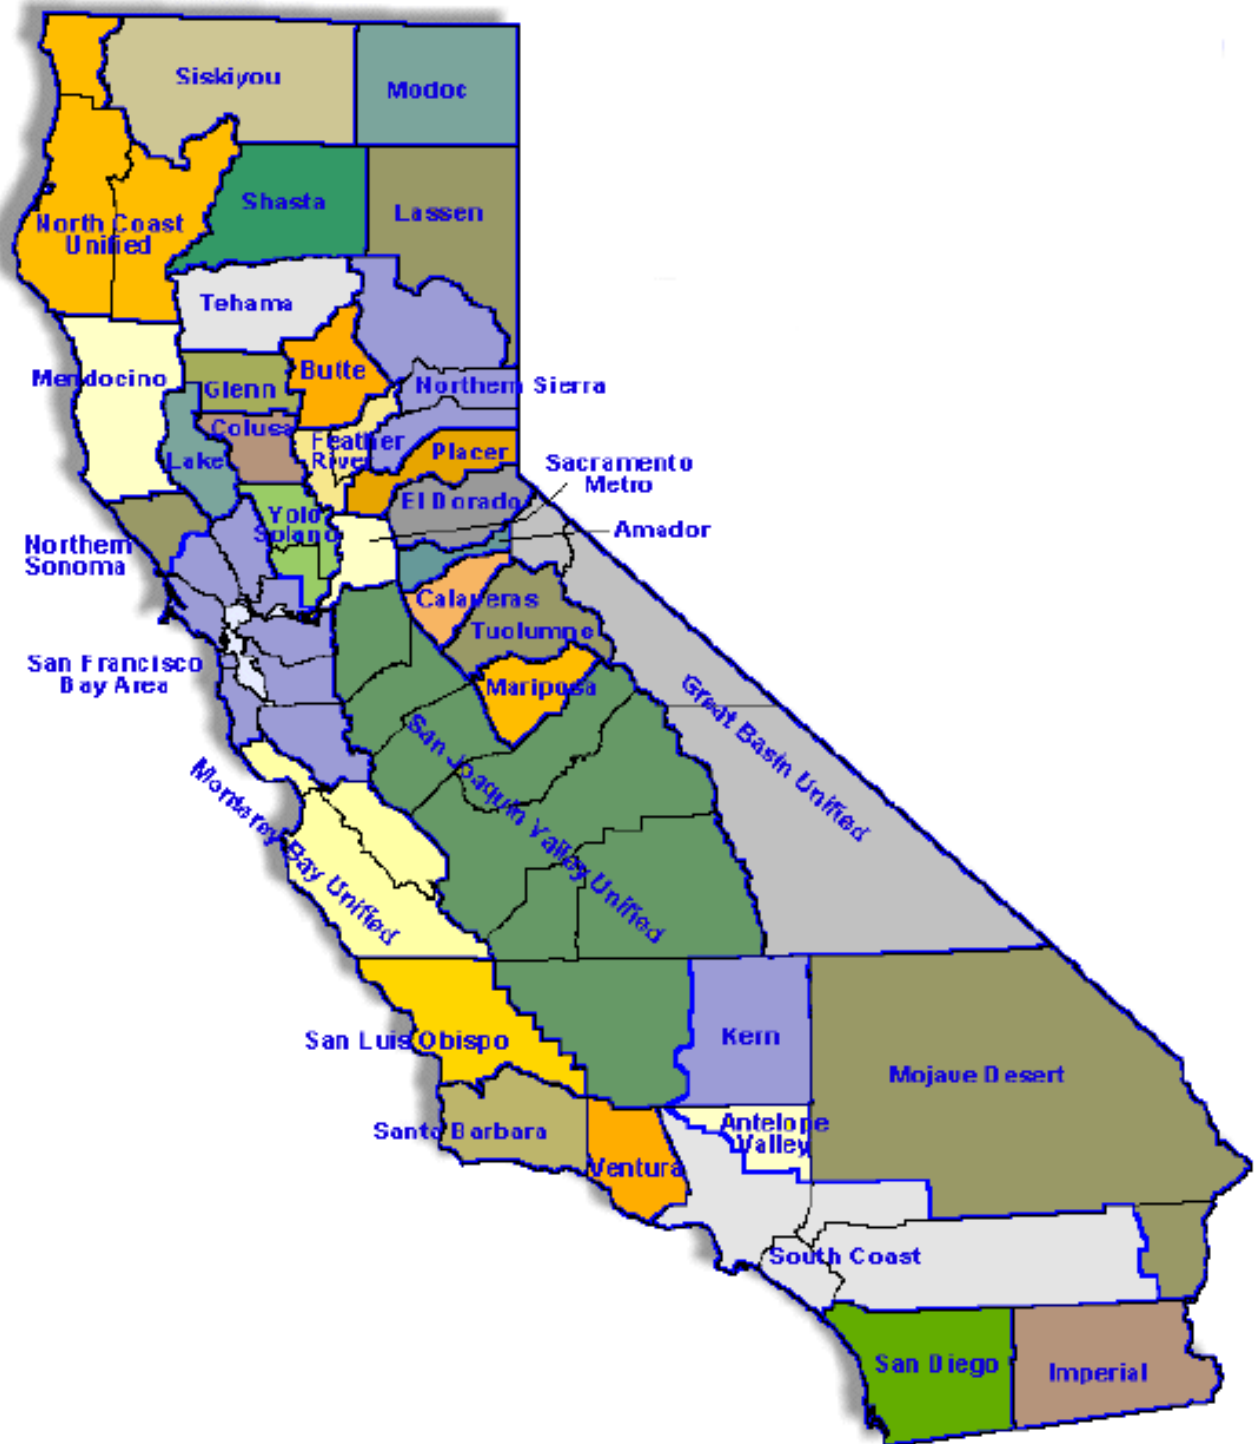 Siskiyou
Modoc
Shasta
Lassen
North Coast
Unified
Tehama
Butte
Mendocino
Glenn
Northern Sierra
Colusa
Feather
River
Placer
Lake
Sacramento
Metro
El Dorado
Yolo
Solano
Amador
Northern
Sonoma
Calaveras
Tuolumne
San Francisco
Bay Area
Mariposa
Great Basin Unified
San Joaquin Valley Unified
Monterey Bay Unified
San Luis Obispo
Kern
Mojave Desert
Santa Barbara
Antelope
Valley
Ventura
South Coast
San Diego
Imperial